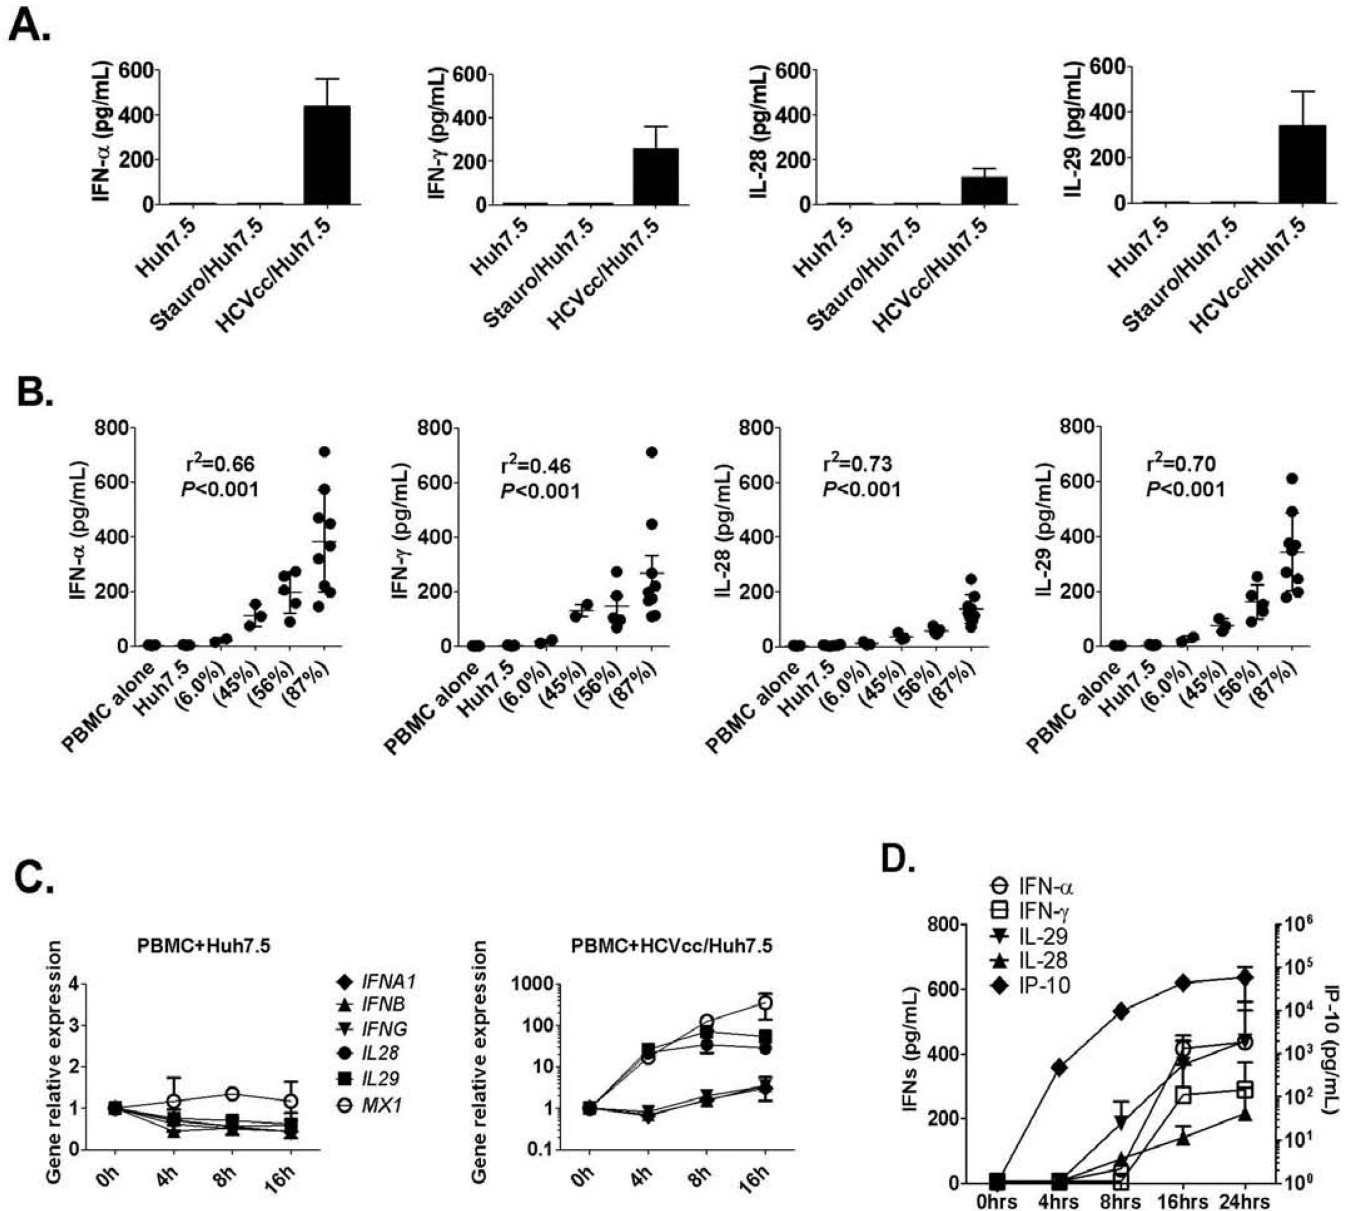 A.
IFN-α (pg/mL)
600
400
200
0
Huh7.5
Stauro/Huh7.5
HCVcc/Huh7.5
IFN-γ (pg/mL)
600
400
200
0
Huh7.5
Stauro/Huh7.5
HCVcc/Huh7.5
IL-28 (pg/mL)
600
400
200
0
Huh7.5
Stauro/Huh7.5
HCVcc/Huh7.5
IL-29 (pg/mL)
600
400
200
0
Huh7.5
Stauro/Huh7.5
HCVcc/Huh7.5
B.
IFN-α (pg/mL)
800
600
400
200
0
r²=0.66
P<0.001
PBMC alone
Huh7.5
(6.0%)
(45%)
(56%)
(87%)
IFN-γ (pg/mL)
800
600
400
200
0
r²=0.46
P<0.001
PBMC alone
Huh7.5
(6.0%)
(45%)
(56%)
(87%)
IL-28 (pg/mL)
800
600
400
200
0
r²=0.73
P<0.001
PBMC alone
Huh7.5
(6.0%)
(45%)
(56%)
(87%)
IL-29 (pg/mL)
800
600
400
200
0
r²=0.70
P<0.001
PBMC alone
Huh7.5
(6.0%)
(45%)
(56%)
(87%)
C.
PBMC+Huh7.5
Gene relative expression
4
3
2
1
0
0h
4h
8h
16h
IFNA1
IFNB
IFNG
IL28
IL29
MX1
PBMC+HCVcc/Huh7.5
Gene relative expression
1000
100
10
1
0.1
0h
4h
8h
16h
D.
IFN-α
IFN-γ
IL-29
IL-28
IP-10
IFNs (pg/mL)
800
600
400
200
0
0hrs
4hrs
8hrs
16hrs
24hrs
10⁶
10⁵
10⁴
10³
10²
10¹
10⁰
IP-10 (pg/mL)